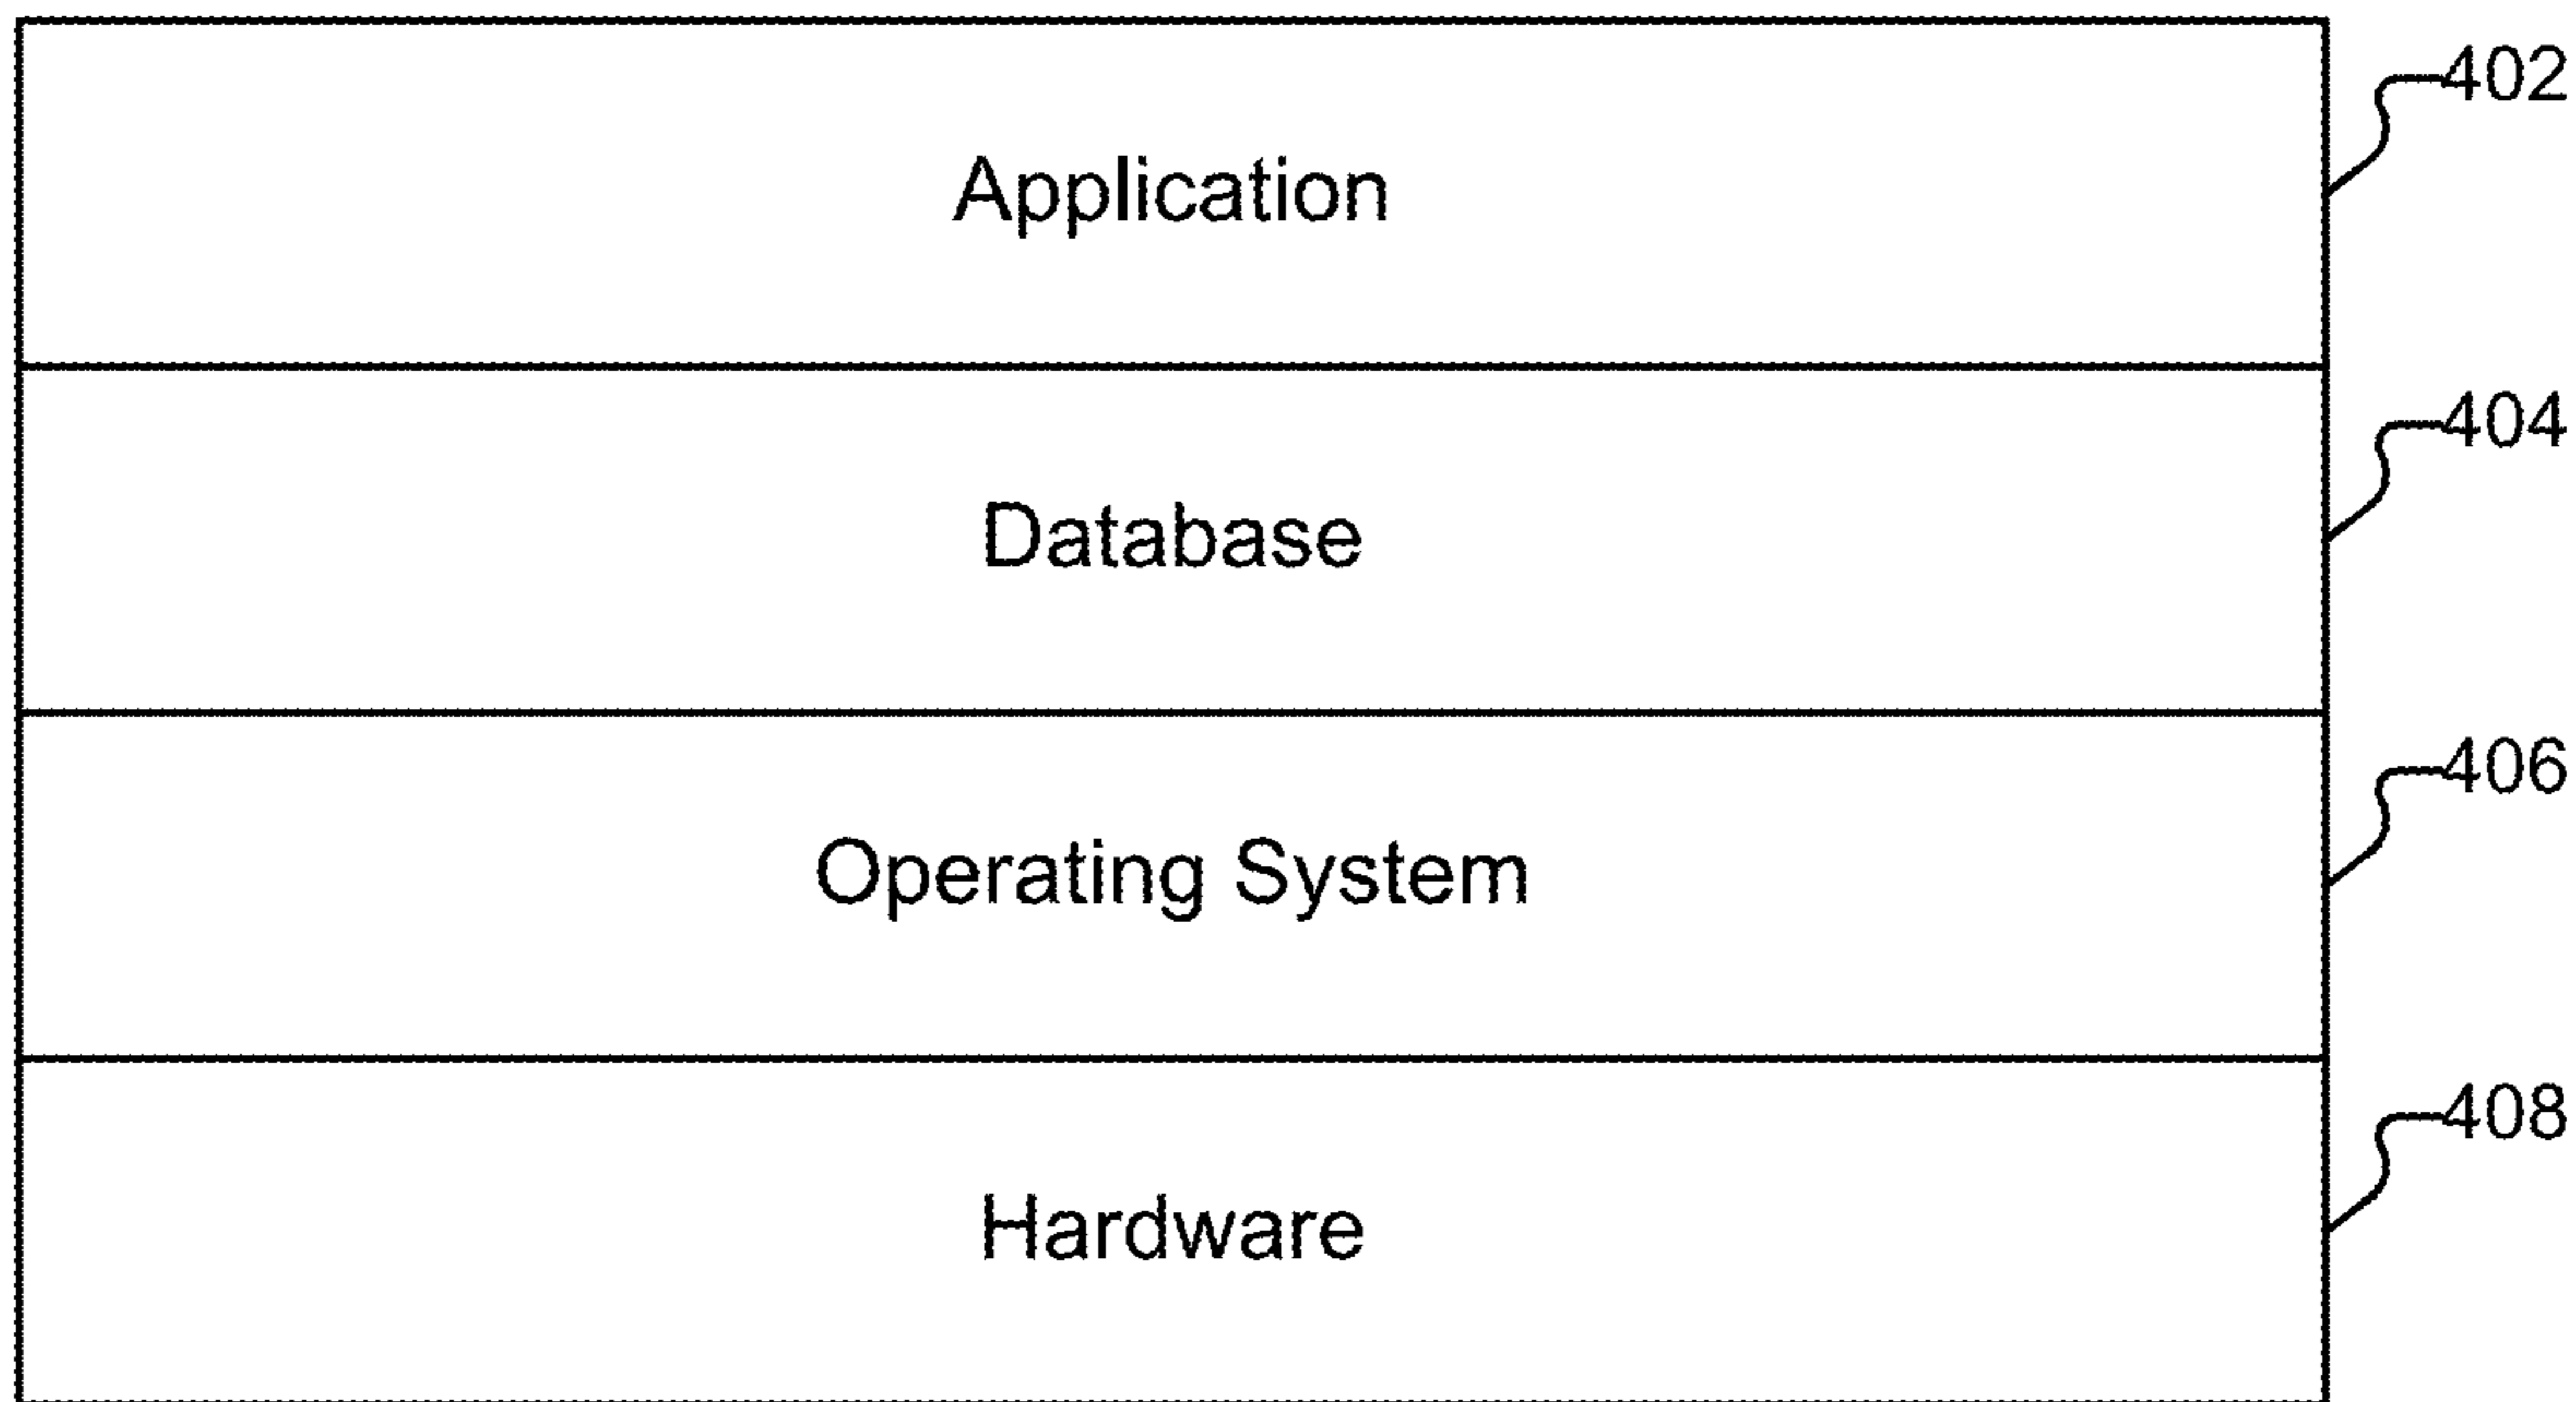 402
Application
404
Database
406
Operating System
408
Hardware